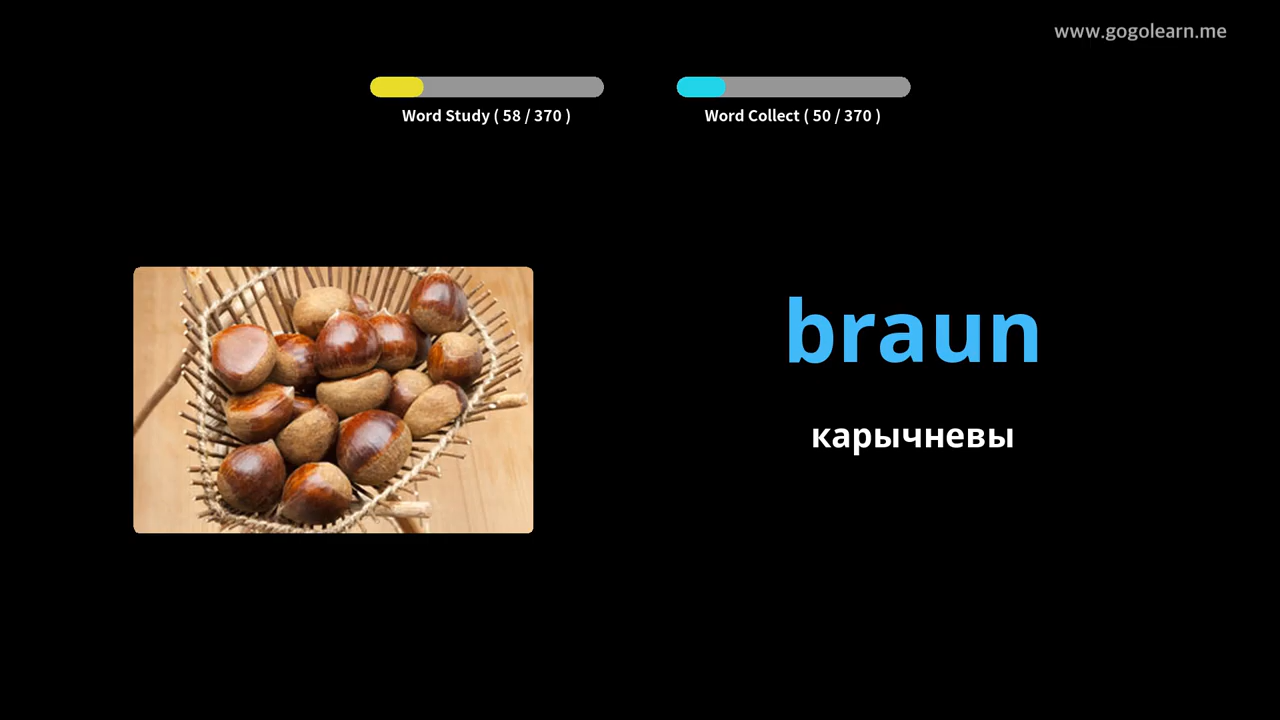 www.gogolearn.me
Word Study ( 58 / 370 )
Word Collect ( 50 / 370 )
braun
карычневы